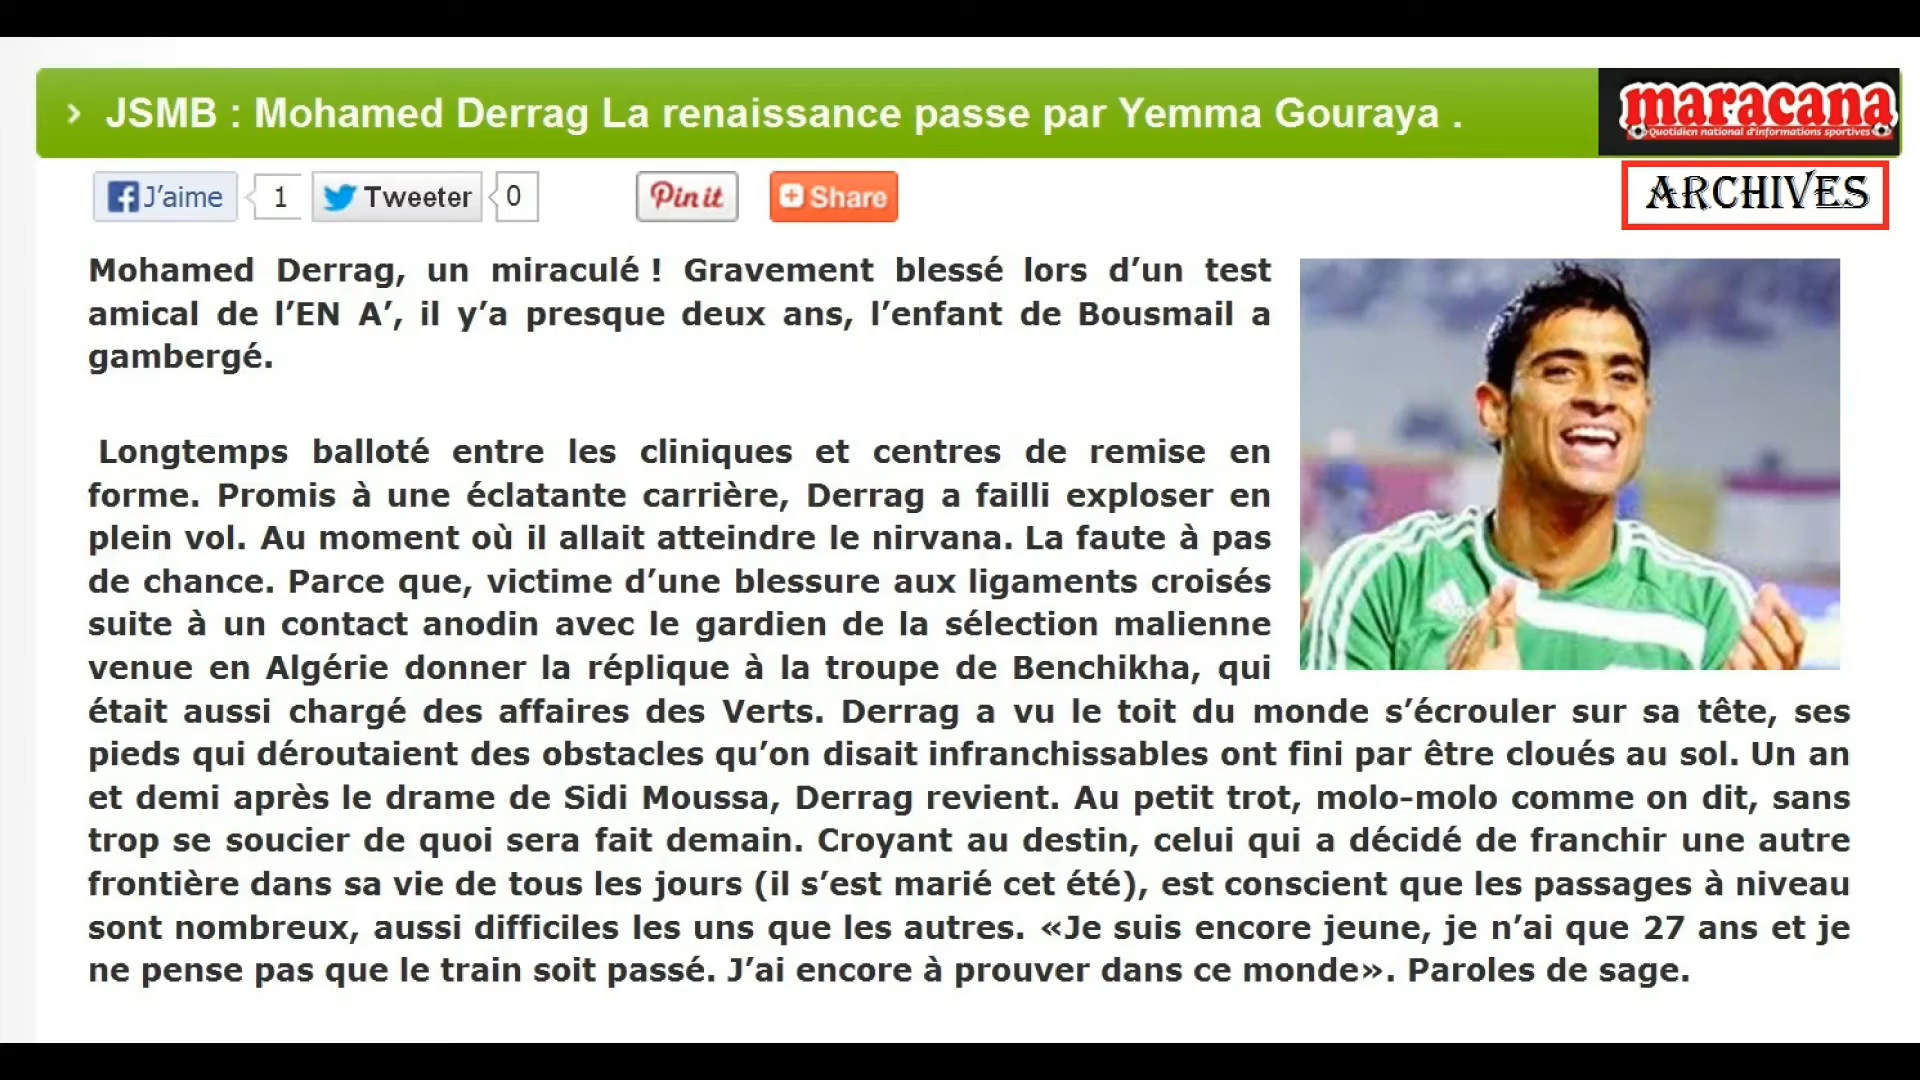 › JSMB : Mohamed Derrag La renaissance passe par Yemma Gouraya .
maracana
Quotidien national d'informations sportives
J’aime 1 Tweeter 0 Pin it Share
ARCHIVES
Mohamed Derrag, un miraculé ! Gravement blessé lors d’un test
amical de l’EN A’, il y’a presque deux ans, l’enfant de Bousmail a
gambergé.
Longtemps balloté entre les cliniques et centres de remise en
forme. Promis à une éclatante carrière, Derrag a failli exploser en
plein vol. Au moment où il allait atteindre le nirvana. La faute à pas
de chance. Parce que, victime d’une blessure aux ligaments croisés
suite à un contact anodin avec le gardien de la sélection malienne
venue en Algérie donner la réplique à la troupe de Benchikha, qui
était aussi chargé des affaires des Verts. Derrag a vu le toit du monde s’écrouler sur sa tête, ses
pieds qui déroutaient des obstacles qu’on disait infranchissables ont fini par être cloués au sol. Un an
et demi après le drame de Sidi Moussa, Derrag revient. Au petit trot, molo-molo comme on dit, sans
trop se soucier de quoi sera fait demain. Croyant au destin, celui qui a décidé de franchir une autre
frontière dans sa vie de tous les jours (il s’est marié cet été), est conscient que les passages à niveau
sont nombreux, aussi difficiles les uns que les autres. «Je suis encore jeune, je n’ai que 27 ans et je
ne pense pas que le train soit passé. J’ai encore à prouver dans ce monde». Paroles de sage.